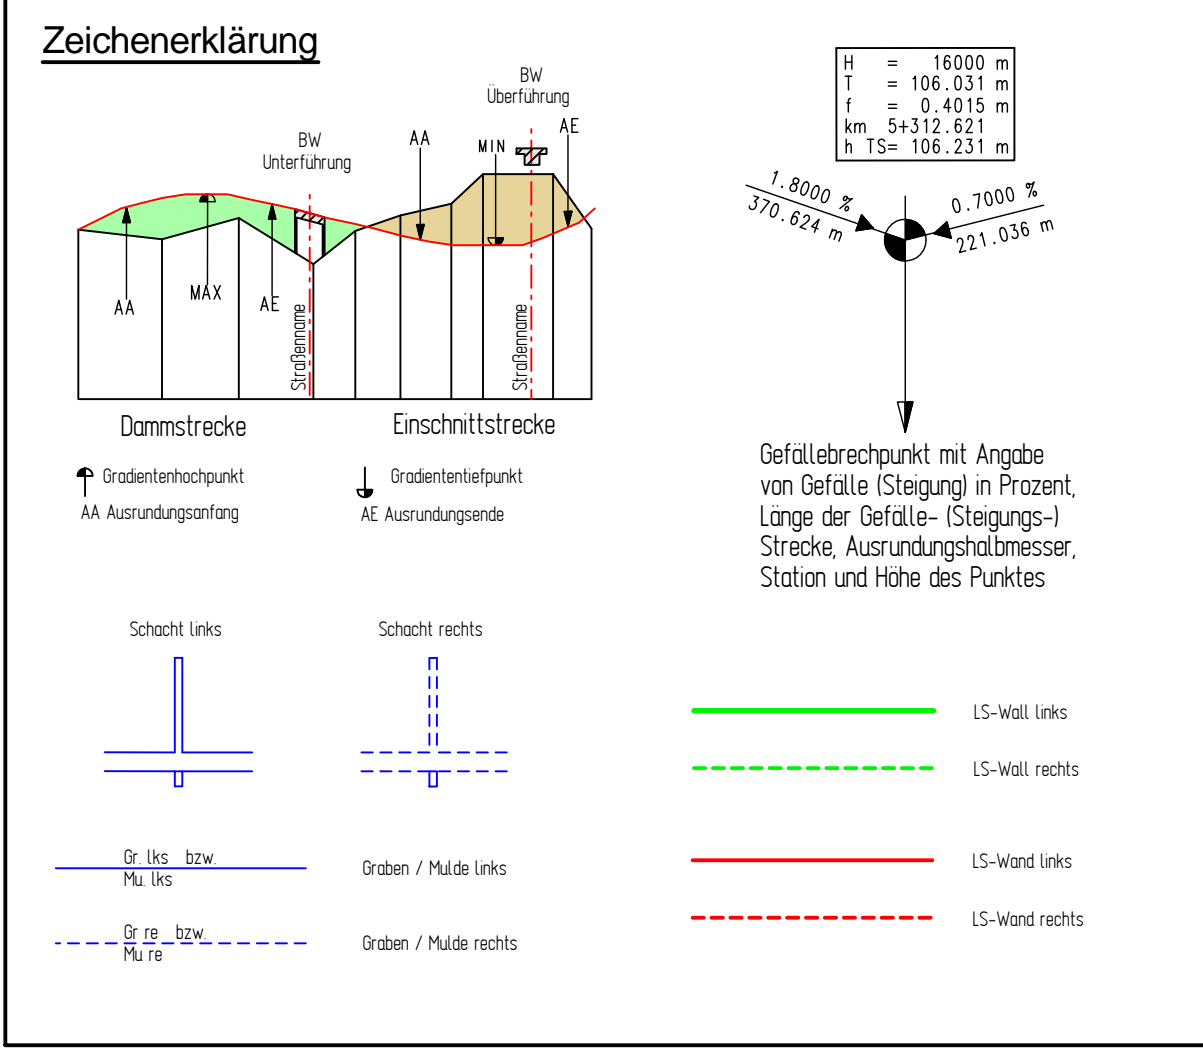 Zeichenerklärung
BW
Unterführung
BW
Überführung
AA
MIN
AE
AA
MAX
AE
Straßenname
Straßenname
Dammstrecke
Einschnittstrecke
Gradientenhochpunkt
Gradiententiefpunkt
AA Ausrundungsanfang
AE Ausrundungsende
H = 16000 m
T = 106.031 m
f = 0.4015 m
km 5+312.621
h TS= 106.231 m
1.8000 %
370.624 m
0.7000 %
221.036 m
Gefällebrechpunkt mit Angabe
von Gefälle (Steigung) in Prozent,
Länge der Gefälle- (Steigungs-)
Strecke, Ausrundungshalbmesser,
Station und Höhe des Punktes
Schacht links
Schacht rechts
LS-Wall links
LS-Wall rechts
Gr. lks bzw.
Mu. lks
Graben / Mulde links
LS-Wand links
Gr re bzw.
Mu re
Graben / Mulde rechts
LS-Wand rechts